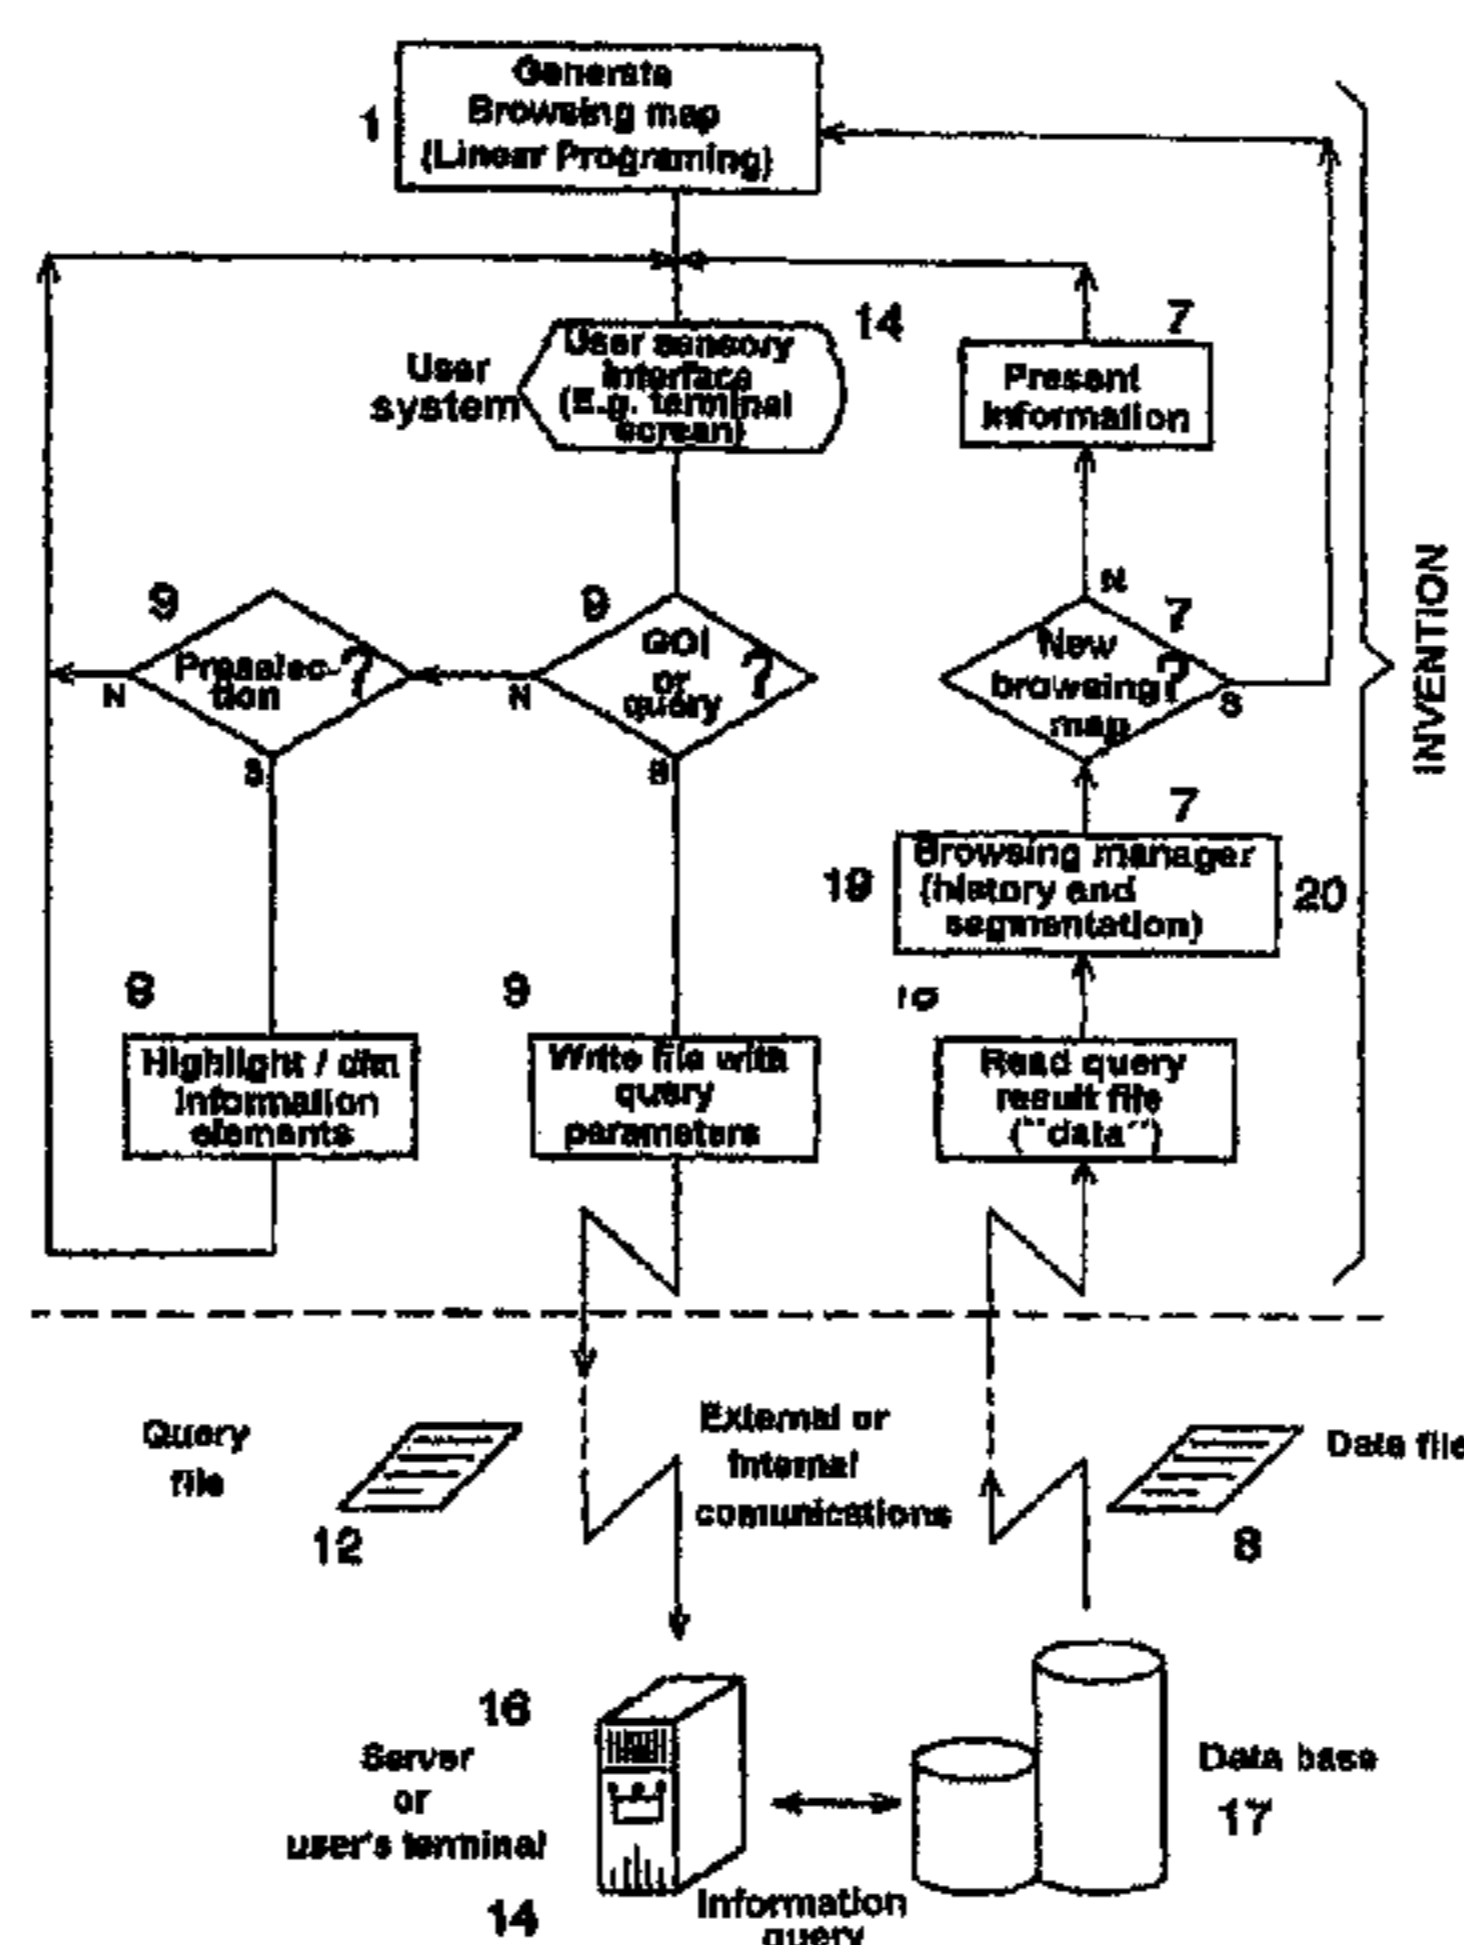 Generate
Browsing map
(Linear Programing)
1
14
User
system
User sensory
interface
(E.g. terminal
screen)
7
Present
Information
9
Preselec-
tion
?
N
S
9
GOI
or
query
?
N
S
N
7
New
browsing
map
?
S
INVENTION
7
19
Browsing manager
(history and
segmentation)
20
8
Highlight / dim
Information
elements
9
Write file with
query
parameters
Read query
result file
("data")
Query
file
12
External or
Internal
comunications
Data file
8
16
Server
or
user's terminal
14
Information
query
Data base
17